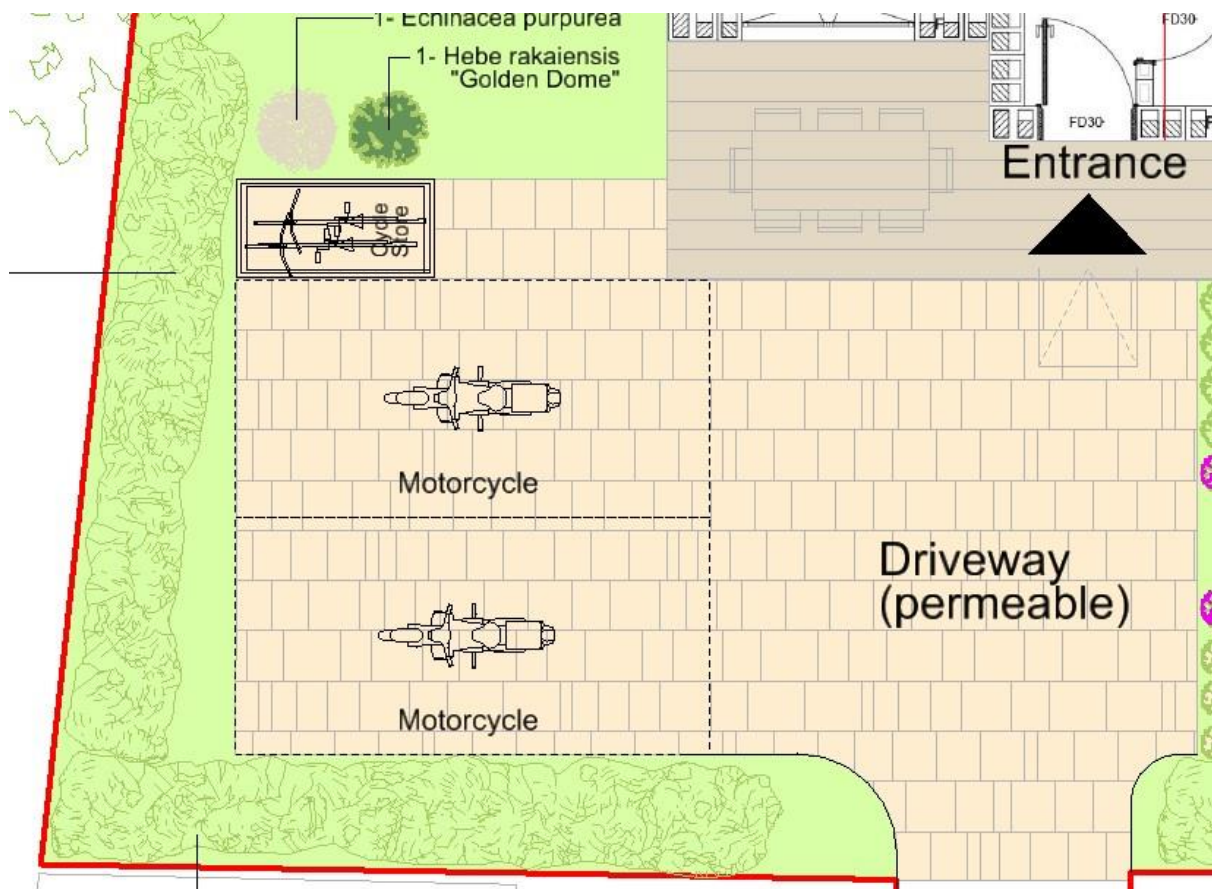 1- Echinacea purpurea
1- Hebe rakaiensis
"Golden Dome"
FD30
FD30
Entrance
Cycle
Store
Motorcycle
Driveway
(permeable)
Motorcycle